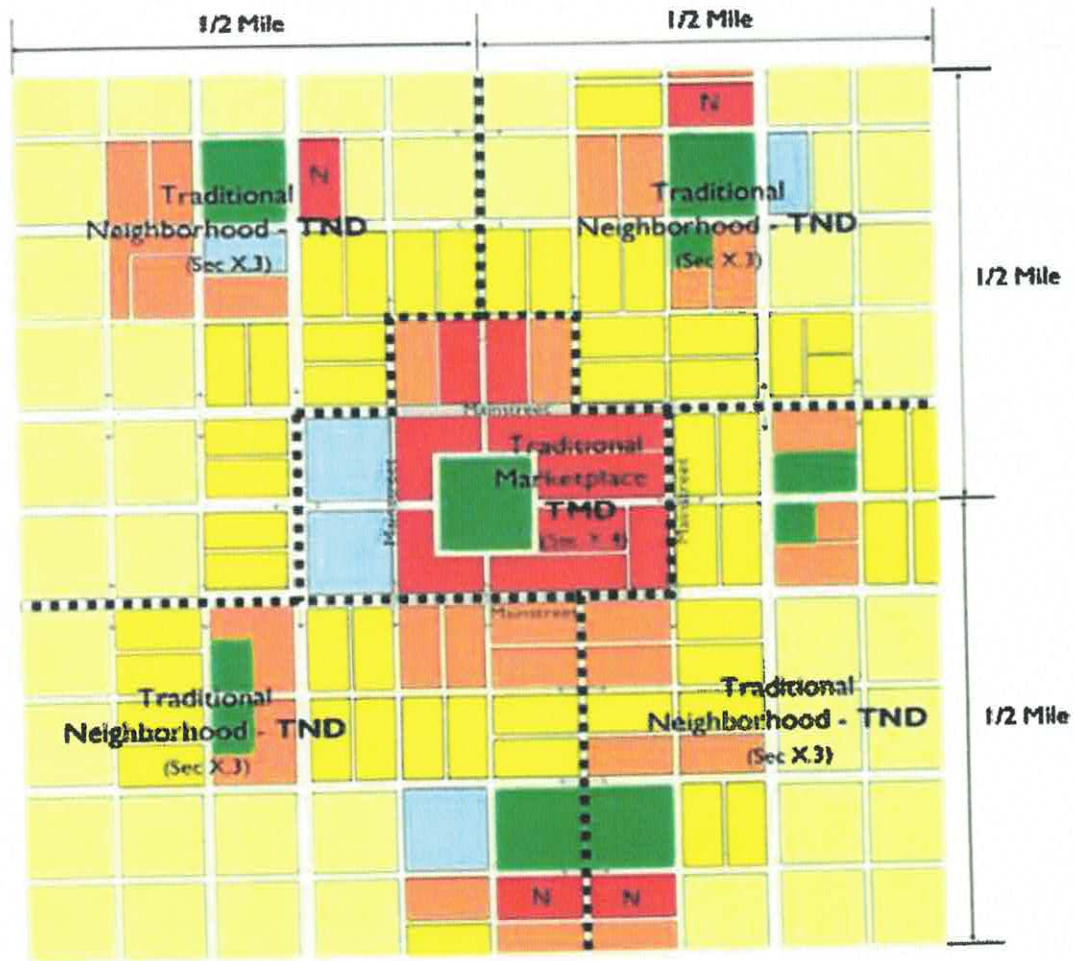 1/2 Mile
1/2 Mile
N
N
Traditional
Neighborhood - TND
(Sec X.3)
Traditional
Neighborhood - TND
(Sec X.3)
1/2 Mile
Mainstreet
Traditional
Marketplace
TMD
(Sec. X.4)
Mainstreet
Mainstreet
Mainstreet
Traditional
Neighborhood - TND
(Sec X.3)
Traditional
Neighborhood - TND
(Sec X.3)
1/2 Mile
N
N